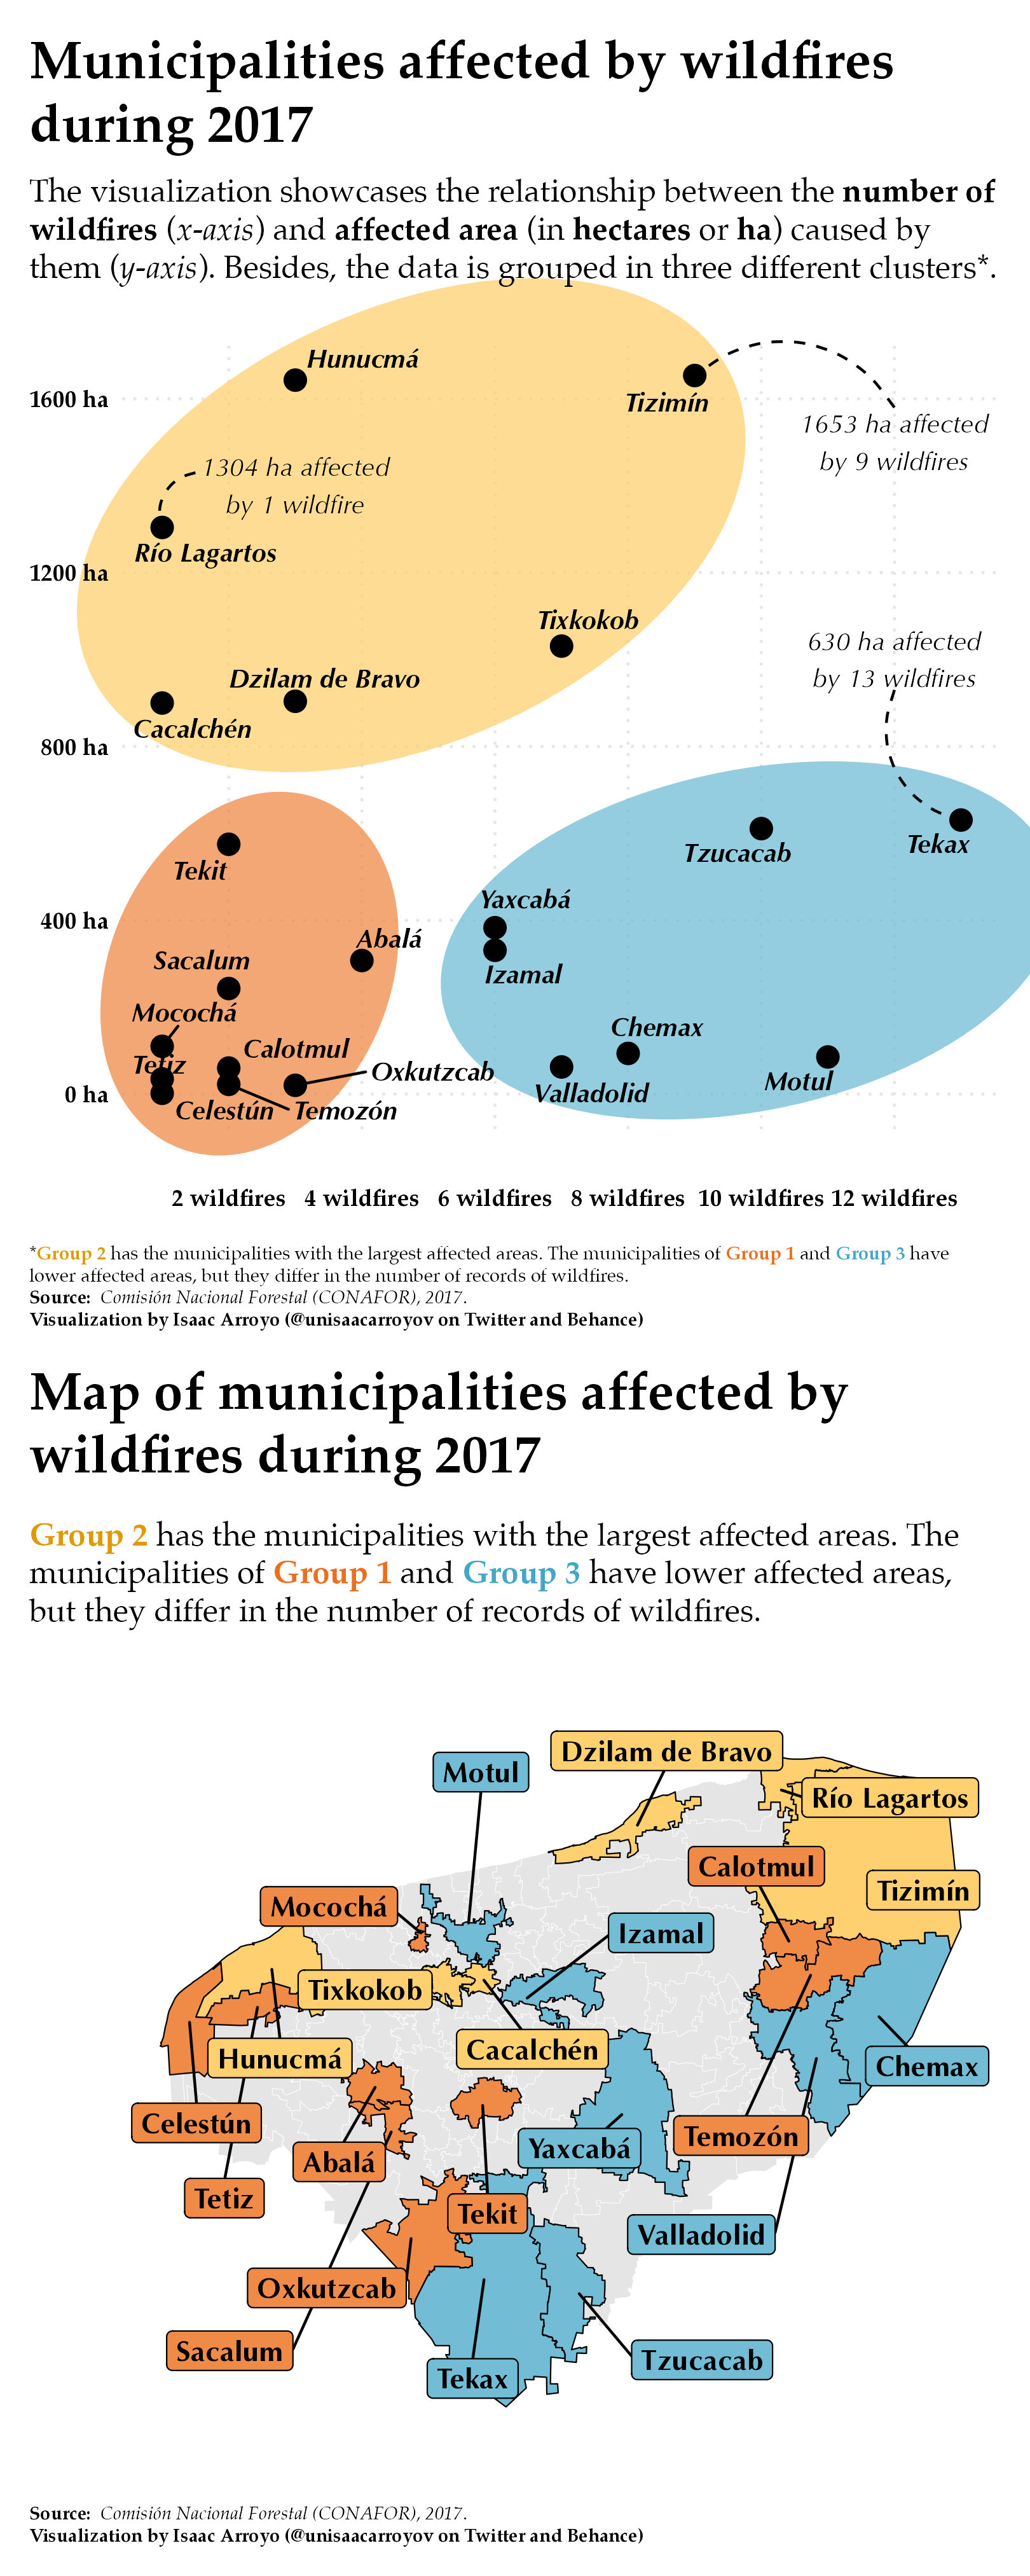 Municipalities affected by wildfires
during 2017
The visualization showcases the relationship between the number of
wildfires (x-axis) and affected area (in hectares or ha) caused by
them (y-axis). Besides, the data is grouped in three different clusters*.
Hunucmá
1600 ha
Tizimín
1653 ha affected
by 9 wildfires
1304 ha affected
by 1 wildfire
Río Lagartos
1200 ha
Tixkokob
630 ha affected
by 13 wildfires
Dzilam de Bravo
Cacalchén
800 ha
Tekit
Tzucacab
Tekax
Yaxcabá
400 ha
Abalá
Sacalum
Izamal
Mocochá
Chemax
Calotmul
Tetiz
Oxkutzcab
Motul
Valladolid
0 ha
Celestún
Temozón
2 wildfires 4 wildfires 6 wildfires 8 wildfires 10 wildfires 12 wildfires
*Group 2 has the municipalities with the largest affected areas. The municipalities of Group 1 and Group 3 have
lower affected areas, but they differ in the number of records of wildfires.
Source: Comisión Nacional Forestal (CONAFOR), 2017.
Visualization by Isaac Arroyo (@unisaacarroyov on Twitter and Behance)
Map of municipalities affected by
wildfires during 2017
Group 2 has the municipalities with the largest affected areas. The
municipalities of Group 1 and Group 3 have lower affected areas,
but they differ in the number of records of wildfires.
Dzilam de Bravo
Motul
Río Lagartos
Calotmul
Tizimín
Mocochá
Izamal
Tixkokob
Cacalchén
Hunucmá
Chemax
Celestún
Temozón
Yaxcabá
Abalá
Tetiz
Tekit
Valladolid
Oxkutzcab
Sacalum
Tzucacab
Tekax
Source: Comisión Nacional Forestal (CONAFOR), 2017.
Visualization by Isaac Arroyo (@unisaacarroyov on Twitter and Behance)